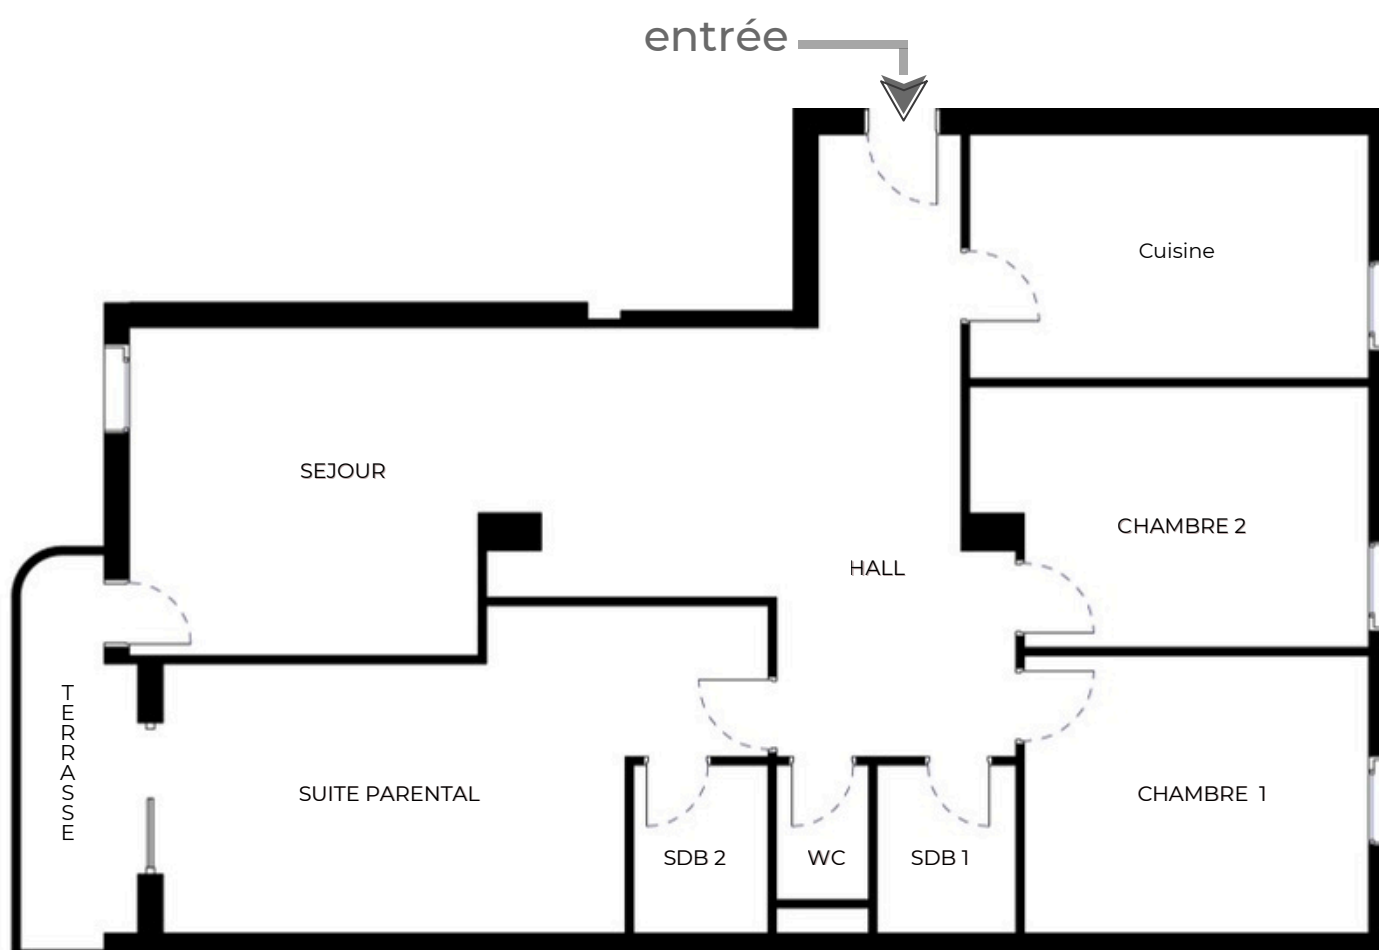 entrée
Cuisine
SEJOUR
CHAMBRE 2
HALL
TERRASSE
SUITE PARENTAL
CHAMBRE 1
SDB 2
WC
SDB 1